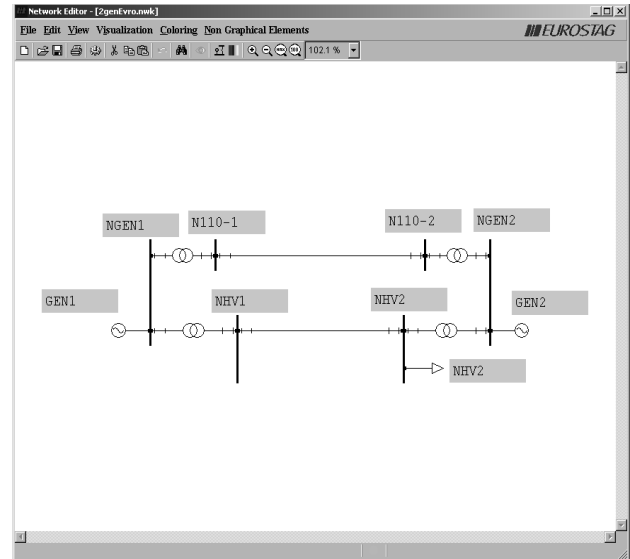 Network Editor - [2genEvro.nwk]
File Edit View Visualization Coloring Non Graphical Elements
EUROSTAG
102.1 %
NGEN1 N110-1 N110-2 NGEN2
GEN1 NHV1 NHV2 GEN2
NHV2